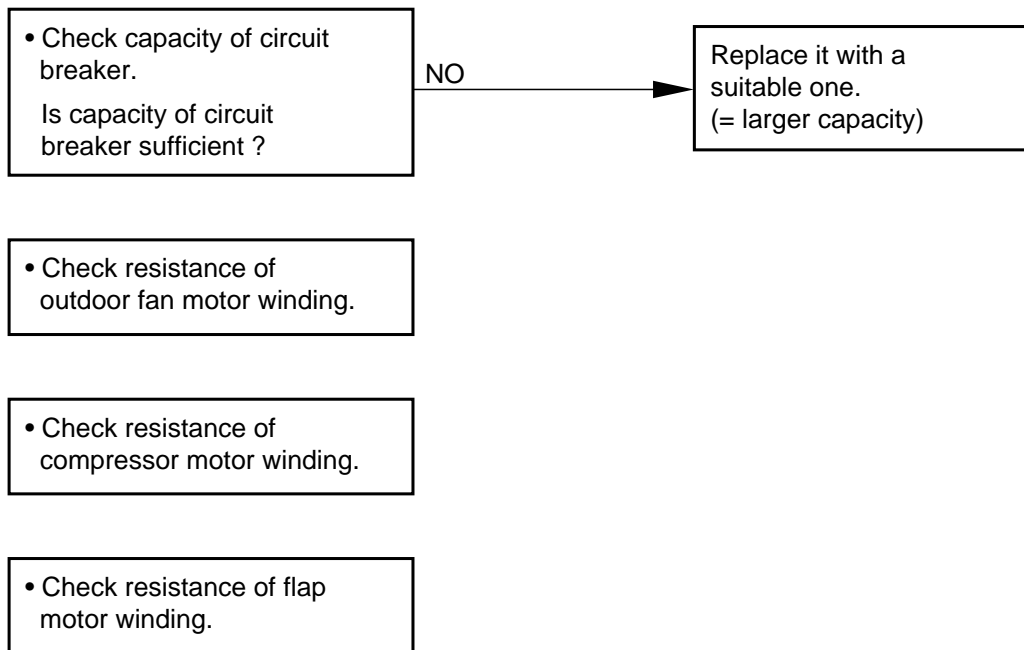 • Check capacity of circuit
breaker.
Is capacity of circuit
breaker sufficient ?
NO
Replace it with a
suitable one.
(= larger capacity)
• Check resistance of
outdoor fan motor winding.
• Check resistance of
compressor motor winding.
• Check resistance of flap
motor winding.